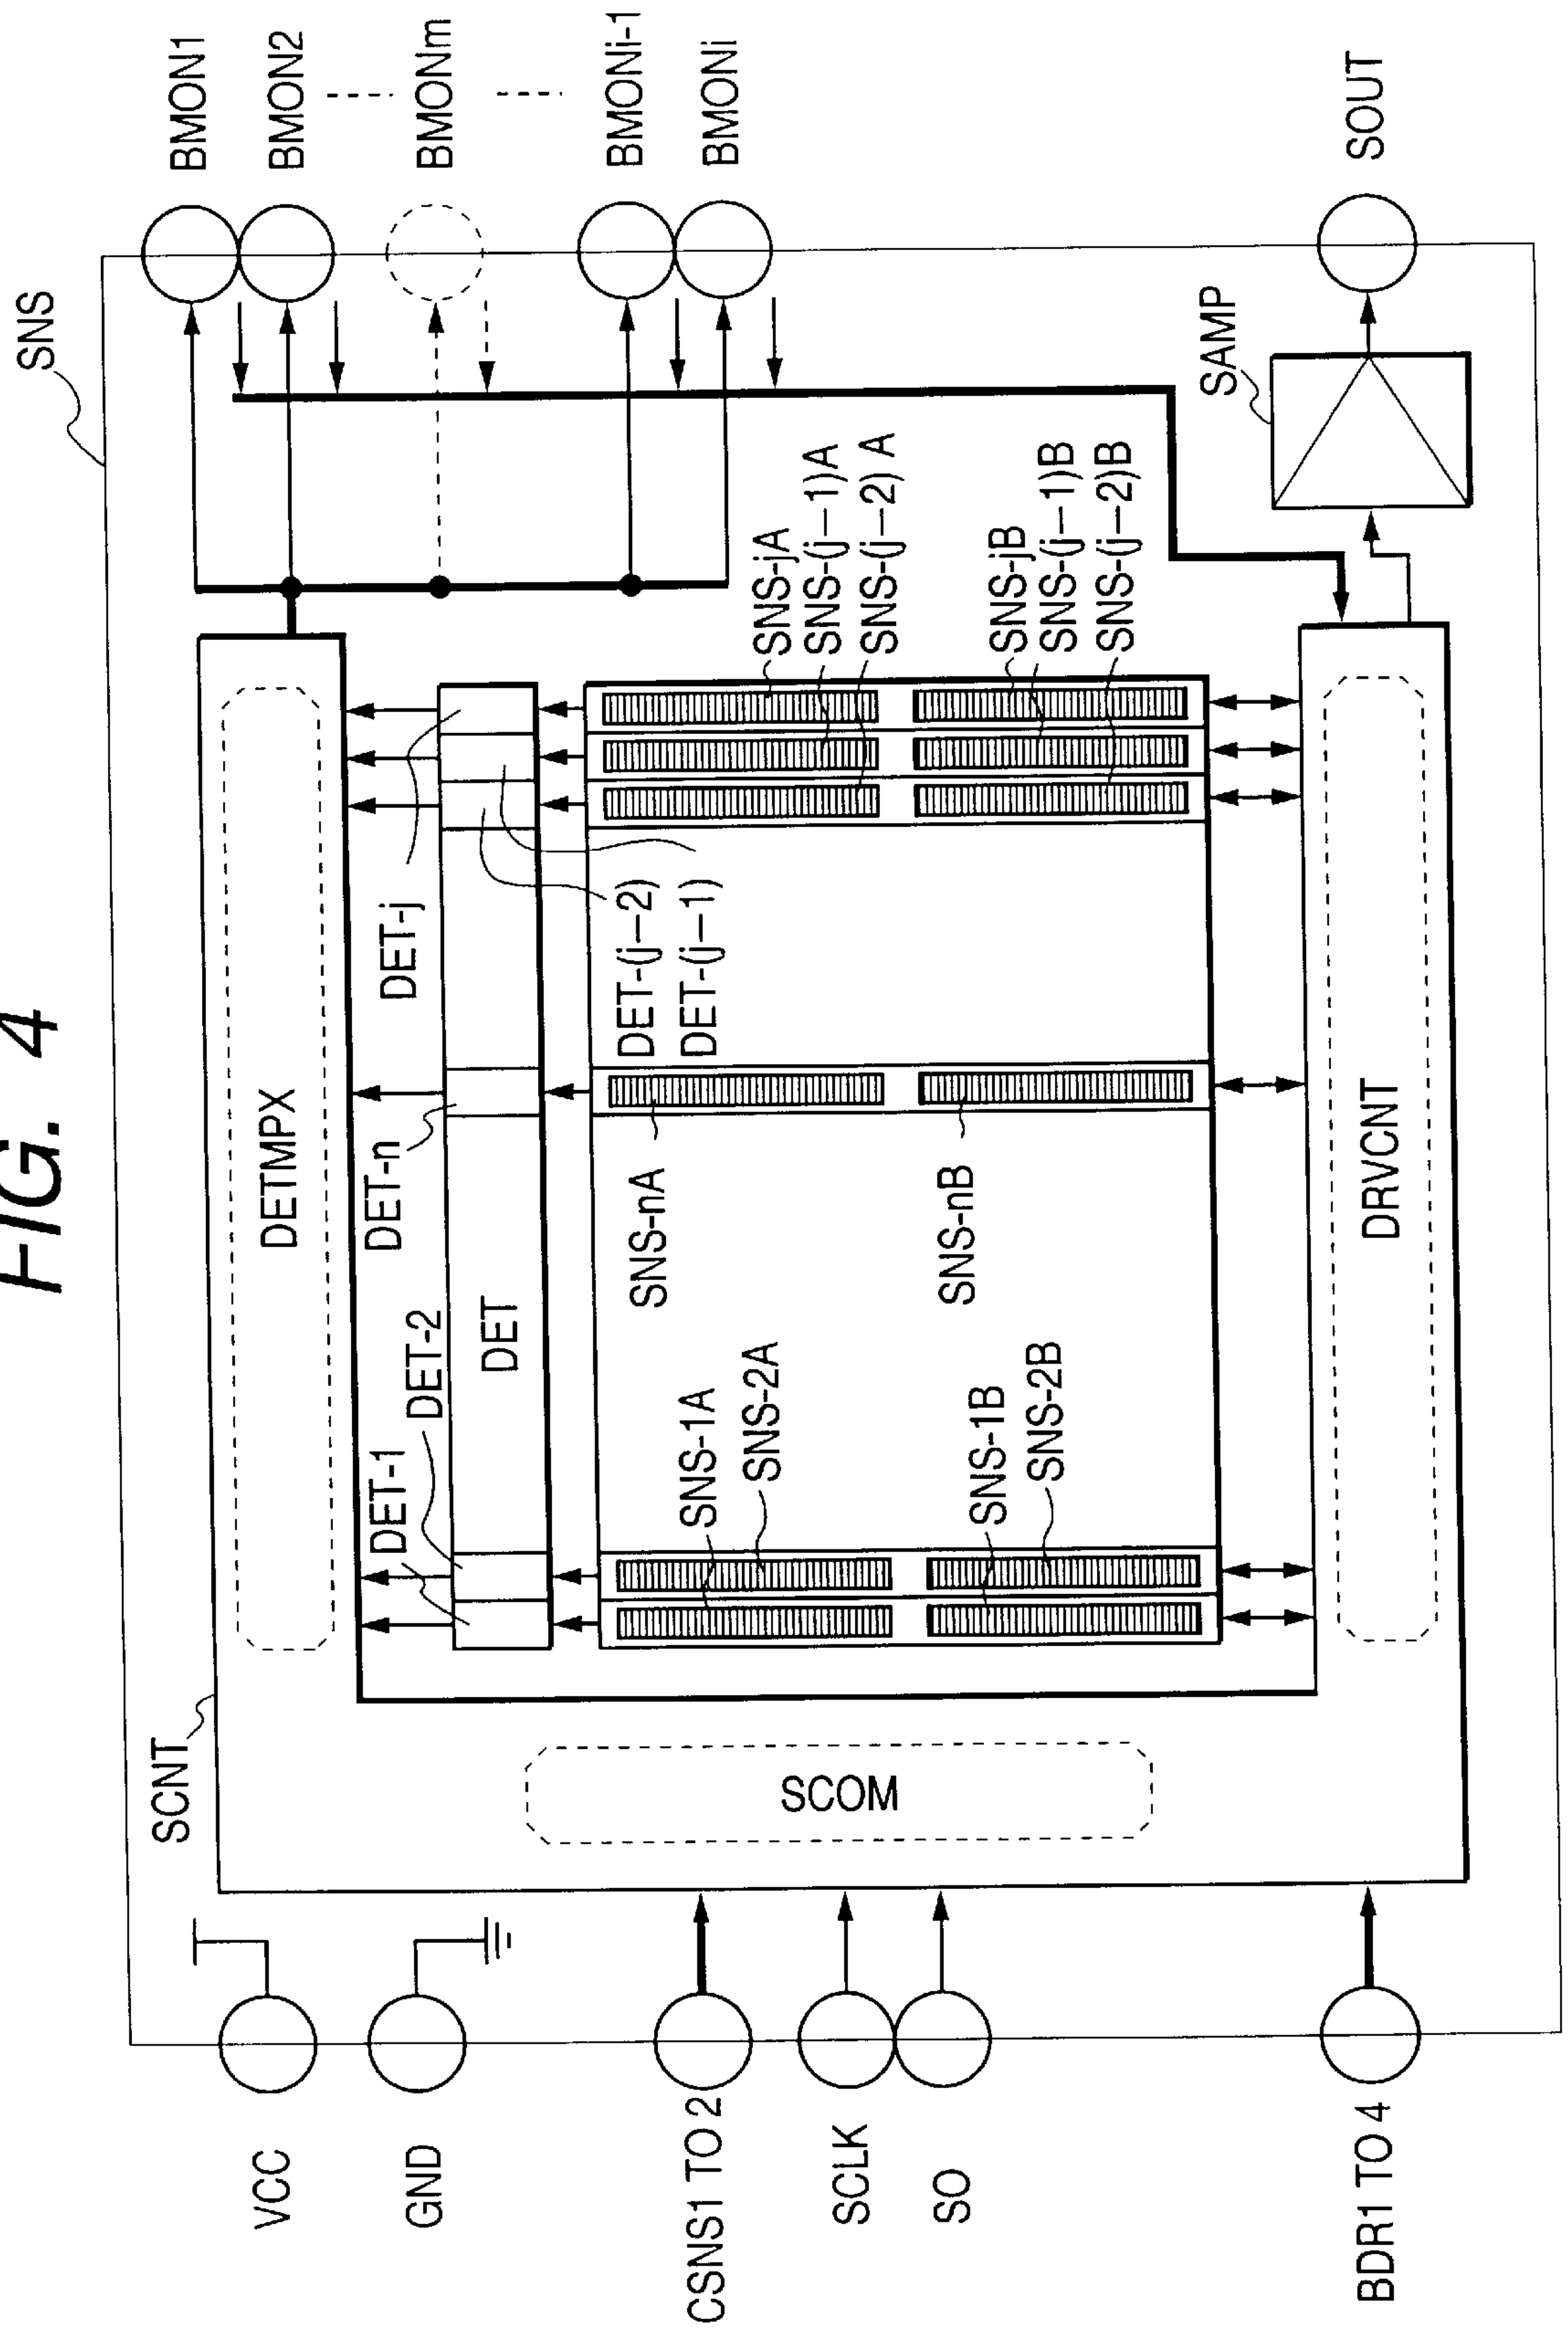 FIG. 4
SNS
BMON1
BMON2
BMONm
BMONi-1
BMONi
SOUT
SAMP
SCNT
DETMPX
DET-1
DET-2
DET-n
DET-j
DET
DET-(j-2)
DET-(j-1)
SNS-1A
SNS-2A
SNS-nA
SNS-jA
SNS-(j-1)A
SNS-(j-2) A
SNS-1B
SNS-2B
SNS-nB
SNS-jB
SNS-(j-1)B
SNS-(j-2)B
SCOM
DRVCNT
VCC
GND
CSNS1 TO 2
SCLK
SO
BDR1 TO 4